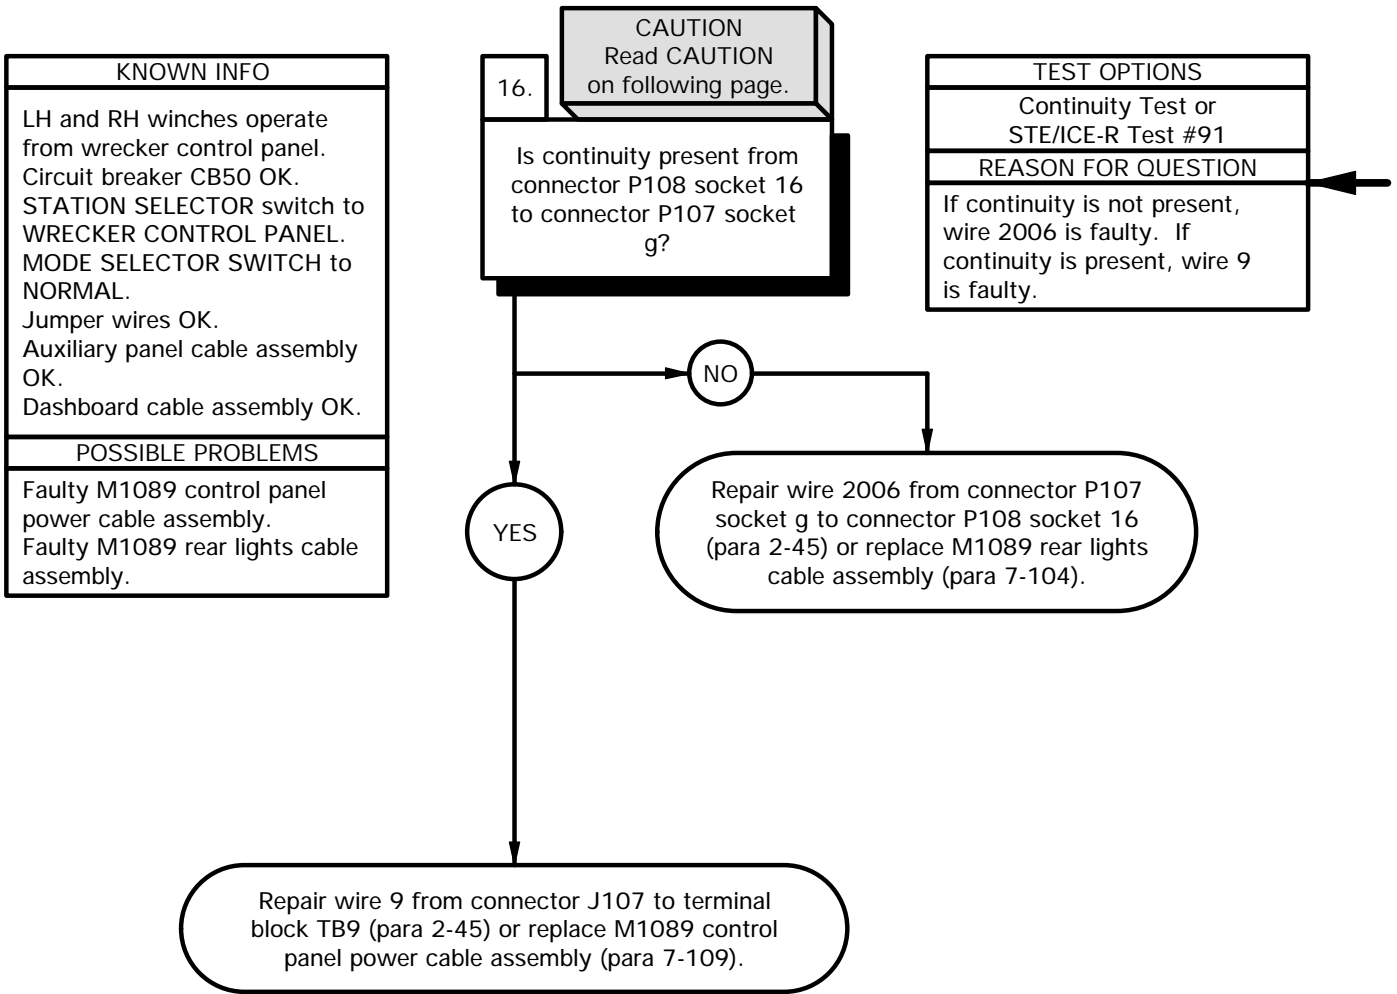 KNOWN INFO
LH and RH winches operate
from wrecker control panel.
Circuit breaker CB50 OK.
STATION SELECTOR switch to
WRECKER CONTROL PANEL.
MODE SELECTOR SWITCH to
NORMAL.
Jumper wires OK.
Auxiliary panel cable assembly
OK.
Dashboard cable assembly OK.
POSSIBLE PROBLEMS
Faulty M1089 control panel
power cable assembly.
Faulty M1089 rear lights cable
assembly.
16.
CAUTION
Read CAUTION
on following page.
Is continuity present from
connector P108 socket 16
to connector P107 socket
g?
TEST OPTIONS
Continuity Test or
STE/ICE-R Test #91
REASON FOR QUESTION
If continuity is not present,
wire 2006 is faulty. If
continuity is present, wire 9
is faulty.
NO
YES
Repair wire 2006 from connector P107
socket g to connector P108 socket 16
(para 2-45) or replace M1089 rear lights
cable assembly (para 7-104).
Repair wire 9 from connector J107 to terminal
block TB9 (para 2-45) or replace M1089 control
panel power cable assembly (para 7-109).